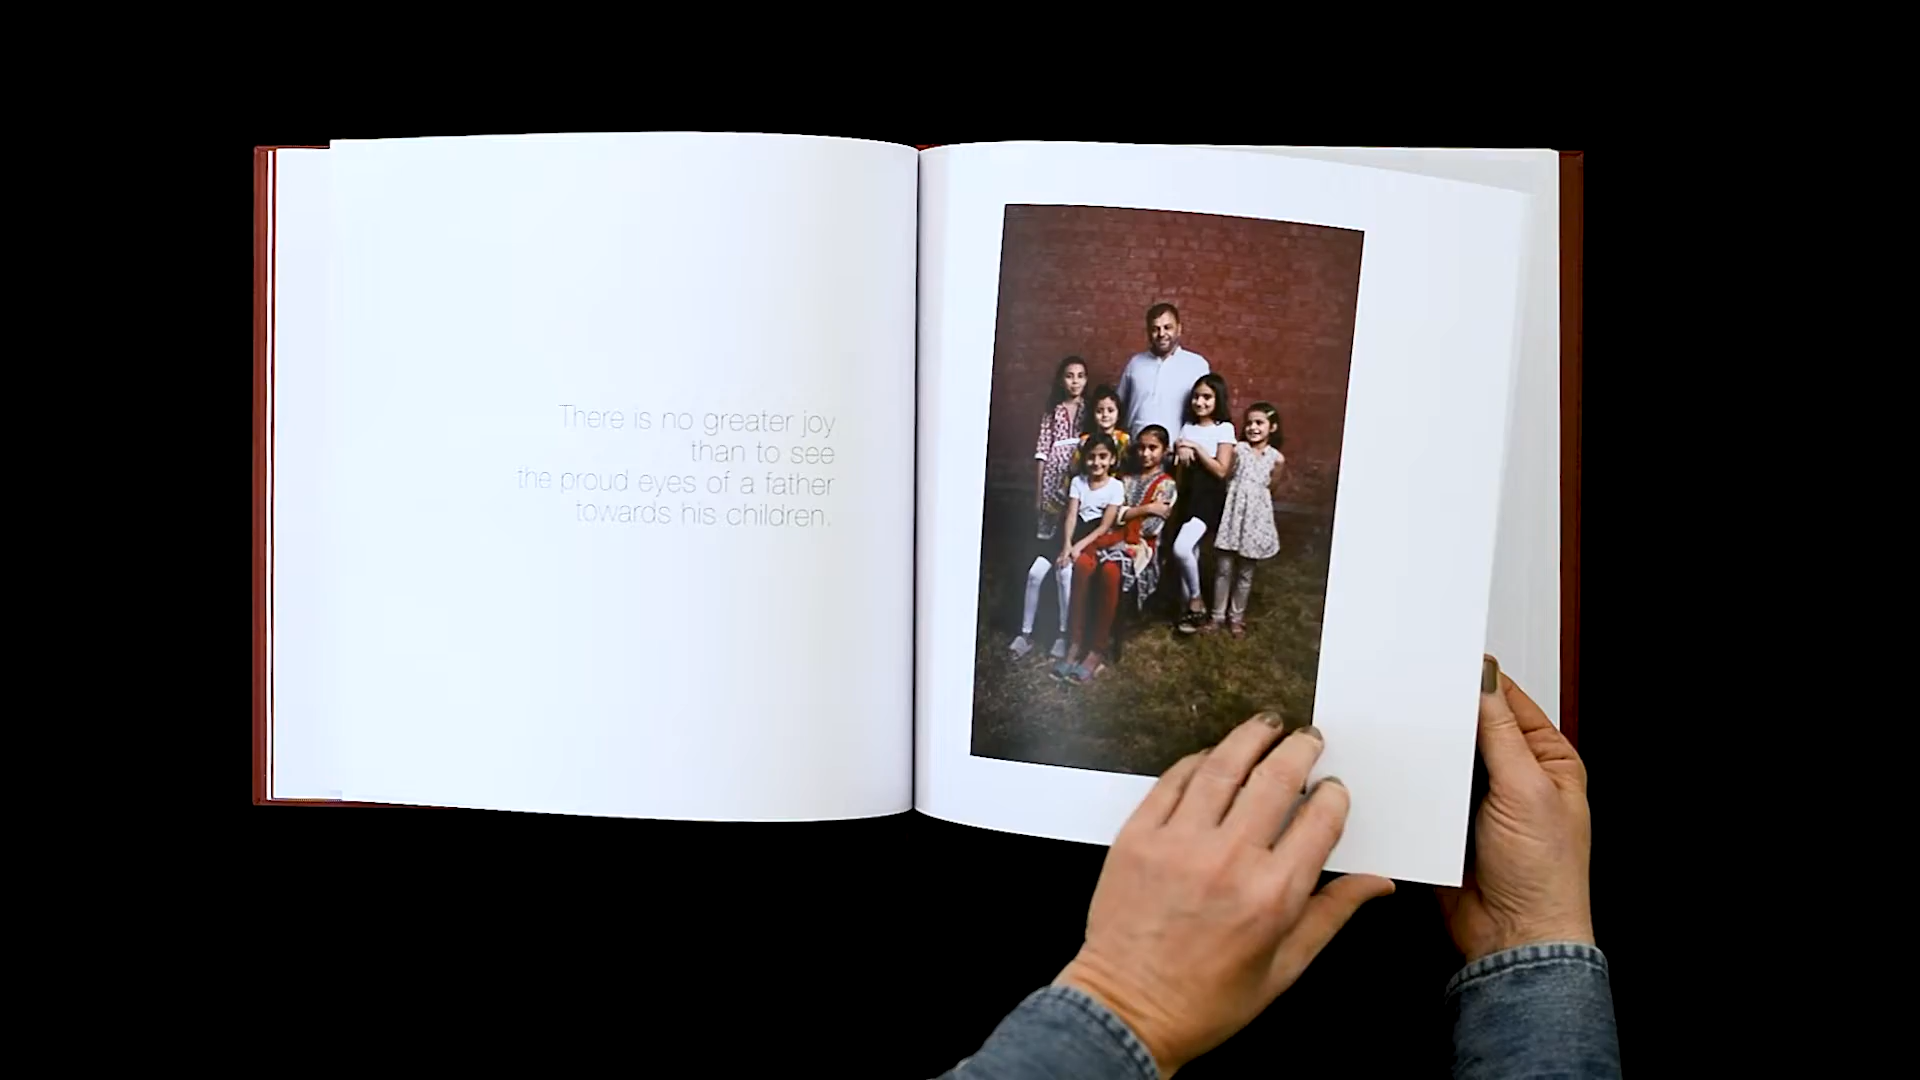 There is no greater joy
than to see
the proud eyes of a father
towards his children.